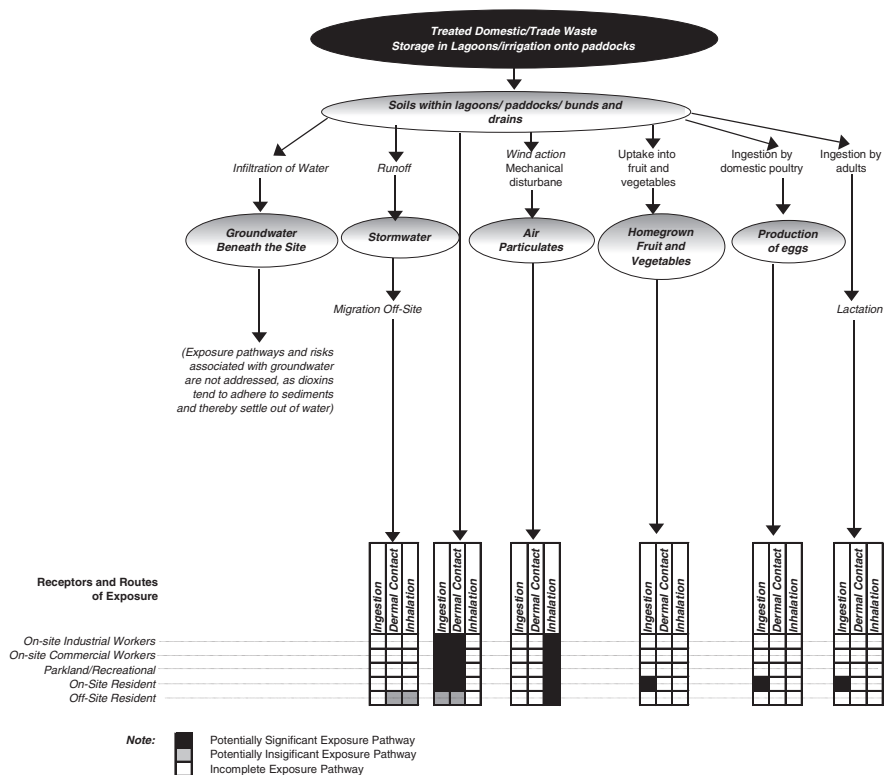 Treated Domestic/Trade Waste
Storage in Lagoons/irrigation onto paddocks
Soils within lagoons/ paddocks/ bunds and
drains
Infiltration of Water
Runoff
Wind action
Mechanical
disturbane
Uptake into
fruit and
vegetables
Ingestion by
domestic poultry
Ingestion by
adults
Groundwater
Beneath the Site
Stormwater
Air
Particulates
Homegrown
Fruit and
Vegetables
Production
of eggs
Migration Off-Site
Lactation
(Exposure pathways and risks
associated with groundwater
are not addressed, as dioxins
tend to adhere to sediments
and thereby settle out of water)
Receptors and Routes
of Exposure
Ingestion
Dermal Contact
Inhalation
Ingestion
Dermal Contact
Inhalation
Ingestion
Dermal Contact
Inhalation
Ingestion
Dermal Contact
Inhalation
Ingestion
Dermal Contact
Inhalation
Ingestion
Dermal Contact
Inhalation
On-site Industrial Workers
On-site Commercial Workers
Parkland/Recreational
On-Site Resident
Off-Site Resident
Note:
Potentially Significant Exposure Pathway
Potentially Insigificant Exposure Pathway
Incomplete Exposure Pathway